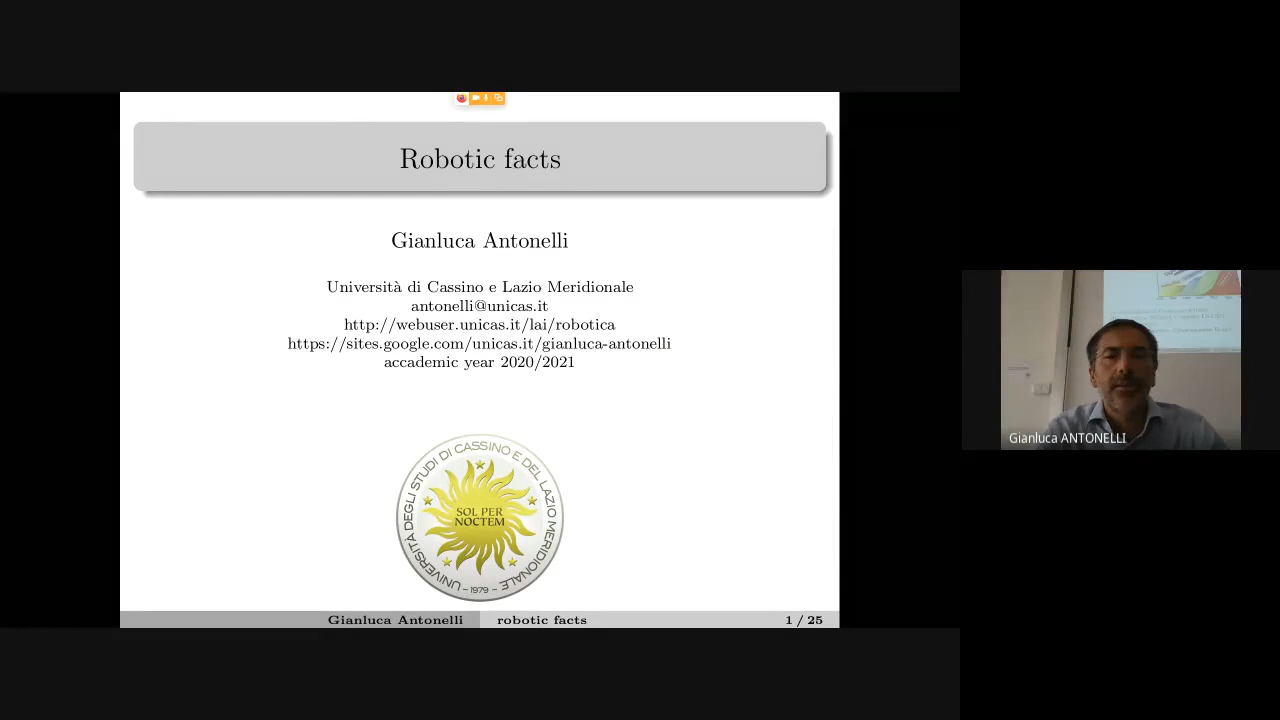 Robotic facts
Gianluca Antonelli
Università di Cassino e Lazio Meridionale
antonelli@unicas.it
http://webuser.unicas.it/lai/robotica
https://sites.google.com/unicas.it/gianluca-antonelli
accademic year 2020/2021
UNIVERSITÀ DEGLI STUDI DI CASSINO E DEL LAZIO MERIDIONALE
SOL PER
NOCTEM
- 1979 -
Gianluca Antonelli robotic facts 1 / 25
Gianluca ANTONELLI